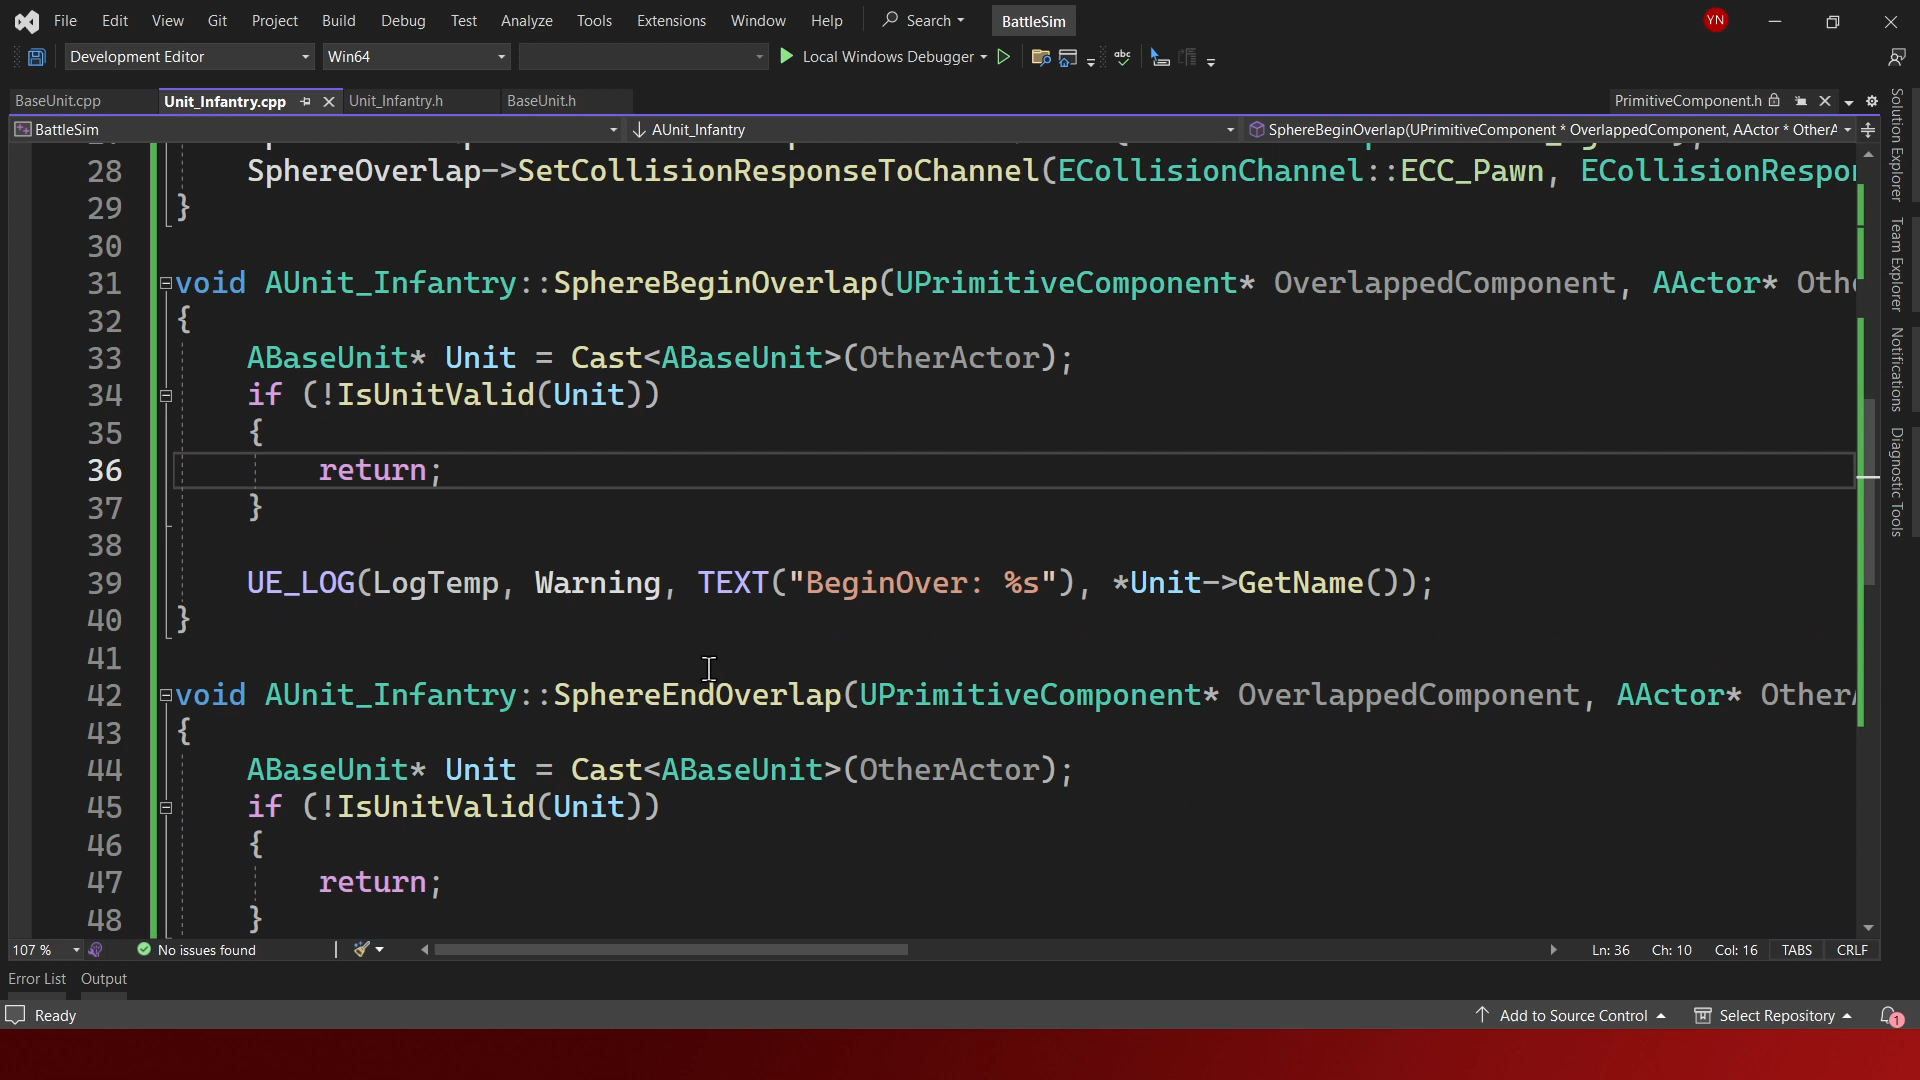 File Edit View Git Project Build Debug Test Analyze Tools Extensions Window Help Search BattleSim YN
Development Editor Win64 Local Windows Debugger
BaseUnit.cpp Unit_Infantry.cpp Unit_Infantry.h BaseUnit.h PrimitiveComponent.h
BattleSim AUnit_Infantry SphereBeginOverlap(UPrimitiveComponent * OverlappedComponent, AActor * OtherA
28 SphereOverlap->SetCollisionResponseToChannel(ECollisionChannel::ECC_Pawn, ECollisionRespon
29 }
30
31 void AUnit_Infantry::SphereBeginOverlap(UPrimitiveComponent* OverlappedComponent, AActor* Othe
32 {
33 ABaseUnit* Unit = Cast<ABaseUnit>(OtherActor);
34 if (!IsUnitValid(Unit))
35 {
36 return;
37 }
38
39 UE_LOG(LogTemp, Warning, TEXT("BeginOver: %s"), *Unit->GetName());
40 }
41
42 void AUnit_Infantry::SphereEndOverlap(UPrimitiveComponent* OverlappedComponent, AActor* OtherA
43 {
44 ABaseUnit* Unit = Cast<ABaseUnit>(OtherActor);
45 if (!IsUnitValid(Unit))
46 {
47 return;
48 }
107 % No issues found Ln: 36 Ch: 10 Col: 16 TABS CRLF
Error List Output
Ready Add to Source Control Select Repository 1
Solution Explorer
Team Explorer
Notifications
Diagnostic Tools